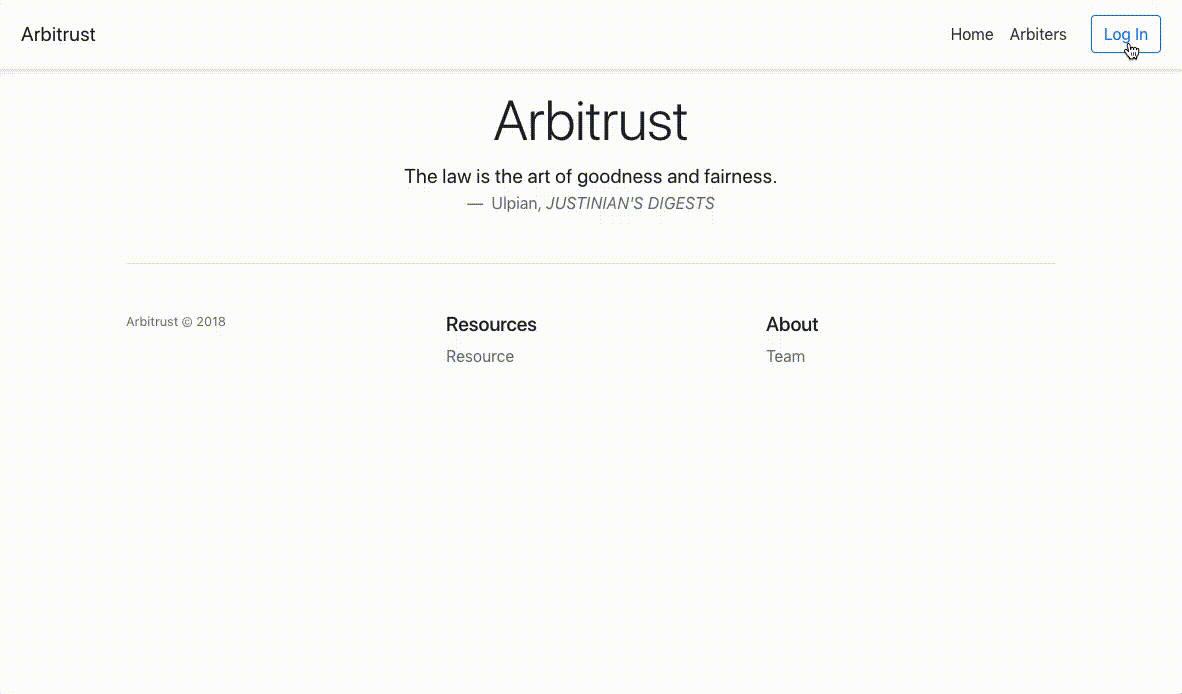 Arbitrust
Home Arbiters Log In
Arbitrust
The law is the art of goodness and fairness.
— Ulpian, JUSTINIAN'S DIGESTS
Arbitrust © 2018
Resources
Resource
About
Team